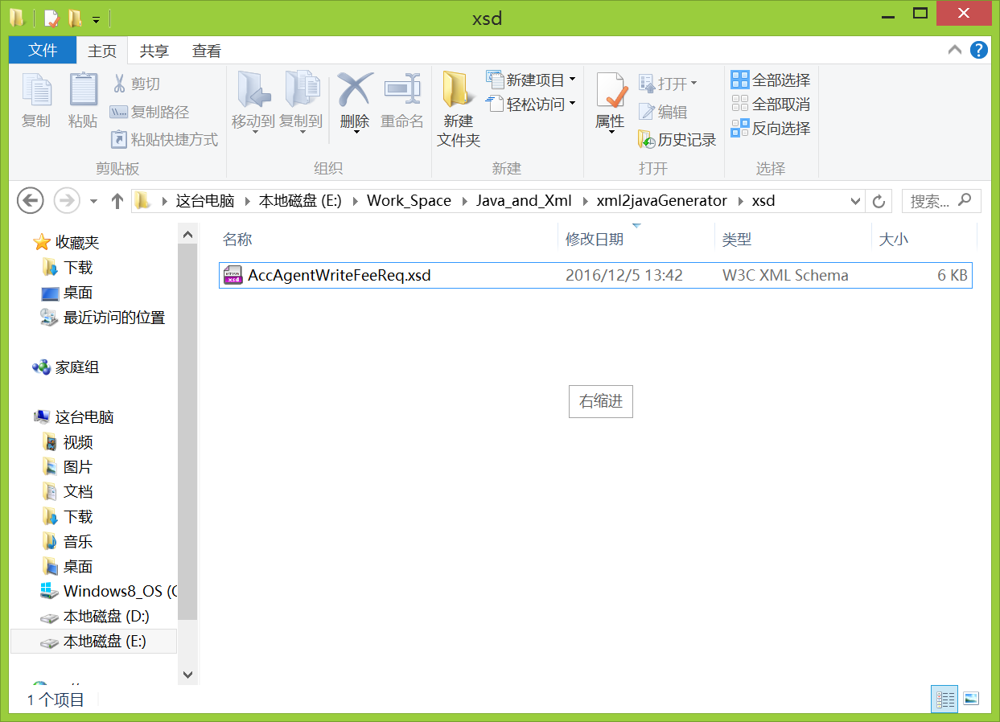 xsd
文件 主页 共享 查看
复制 粘贴 剪切 复制路径 粘贴快捷方式
移动到 复制到 删除 重命名
新建文件夹 新建项目 轻松访问
属性 打开 编辑 历史记录
全部选择 全部取消 反向选择
剪贴板 组织 新建 打开 选择
这台电脑 本地磁盘 (E:) Work_Space Java_and_Xml xml2javaGenerator xsd 搜索...
收藏夹
下载
桌面
最近访问的位置
家庭组
这台电脑
视频
图片
文档
下载
音乐
桌面
Windows8_OS (
本地磁盘 (D:)
本地磁盘 (E:)
名称 修改日期 类型 大小
AccAgentWriteFeeReq.xsd 2016/12/5 13:42 W3C XML Schema 6 KB
右缩进
1 个项目